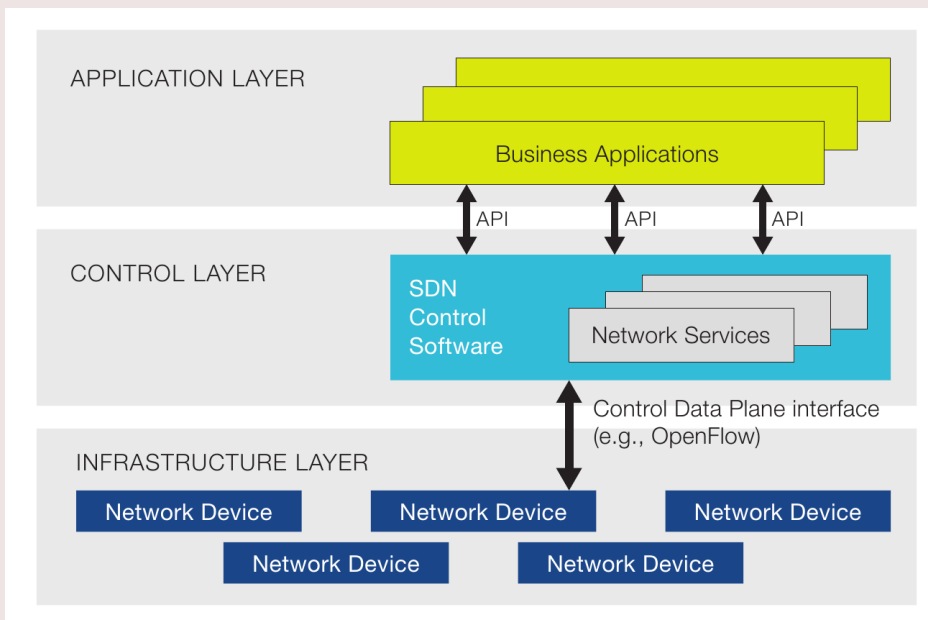 APPLICATION LAYER
Business Applications
API
API
API
CONTROL LAYER
SDN
Control
Software
Network Services
Control Data Plane interface
(e.g., OpenFlow)
INFRASTRUCTURE LAYER
Network Device
Network Device
Network Device
Network Device
Network Device